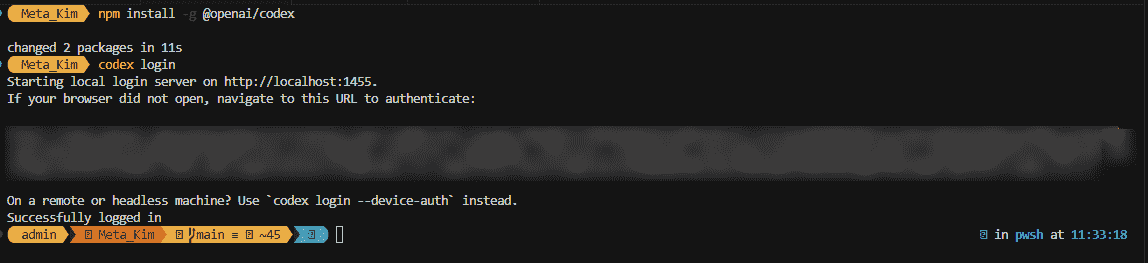 Meta_Kim npm install -g @openai/codex
changed 2 packages in 11s
Meta_Kim codex login
Starting local login server on http://localhost:1455.
If your browser did not open, navigate to this URL to authenticate:
On a remote or headless machine? Use `codex login --device-auth` instead.
Successfully logged in
admin Meta_Kim main ≡ ~45 in pwsh at 11:33:18